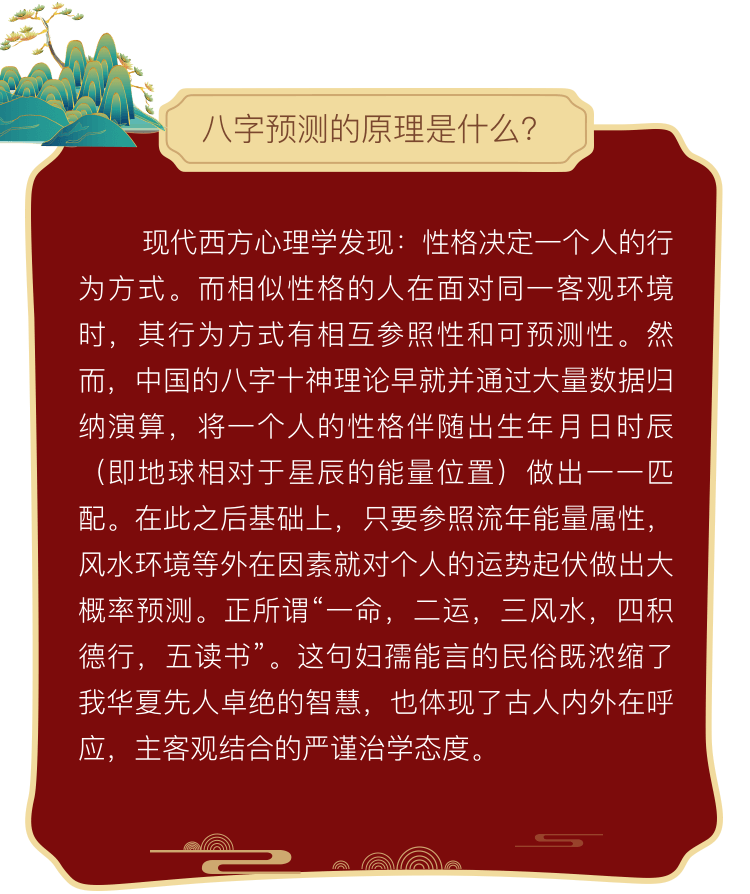 八字预测的原理是什么?
现代西方心理学发现：性格决定一个人的行
为方式。而相似性格的人在面对同一客观环境
时，其行为方式有相互参照性和可预测性。然
而，中国的八字十神理论早就并通过大量数据归
纳演算，将一个人的性格伴随出生年月日时辰
（即地球相对于星辰的能量位置）做出一一匹
配。在此之后基础上，只要参照流年能量属性，
风水环境等外在因素就对个人的运势起伏做出大
概率预测。正所谓“一命，二运，三风水，四积
德行，五读书”。这句妇孺能言的民俗既浓缩了
我华夏先人卓绝的智慧，也体现了古人内外在呼
应，主客观结合的严谨治学态度。